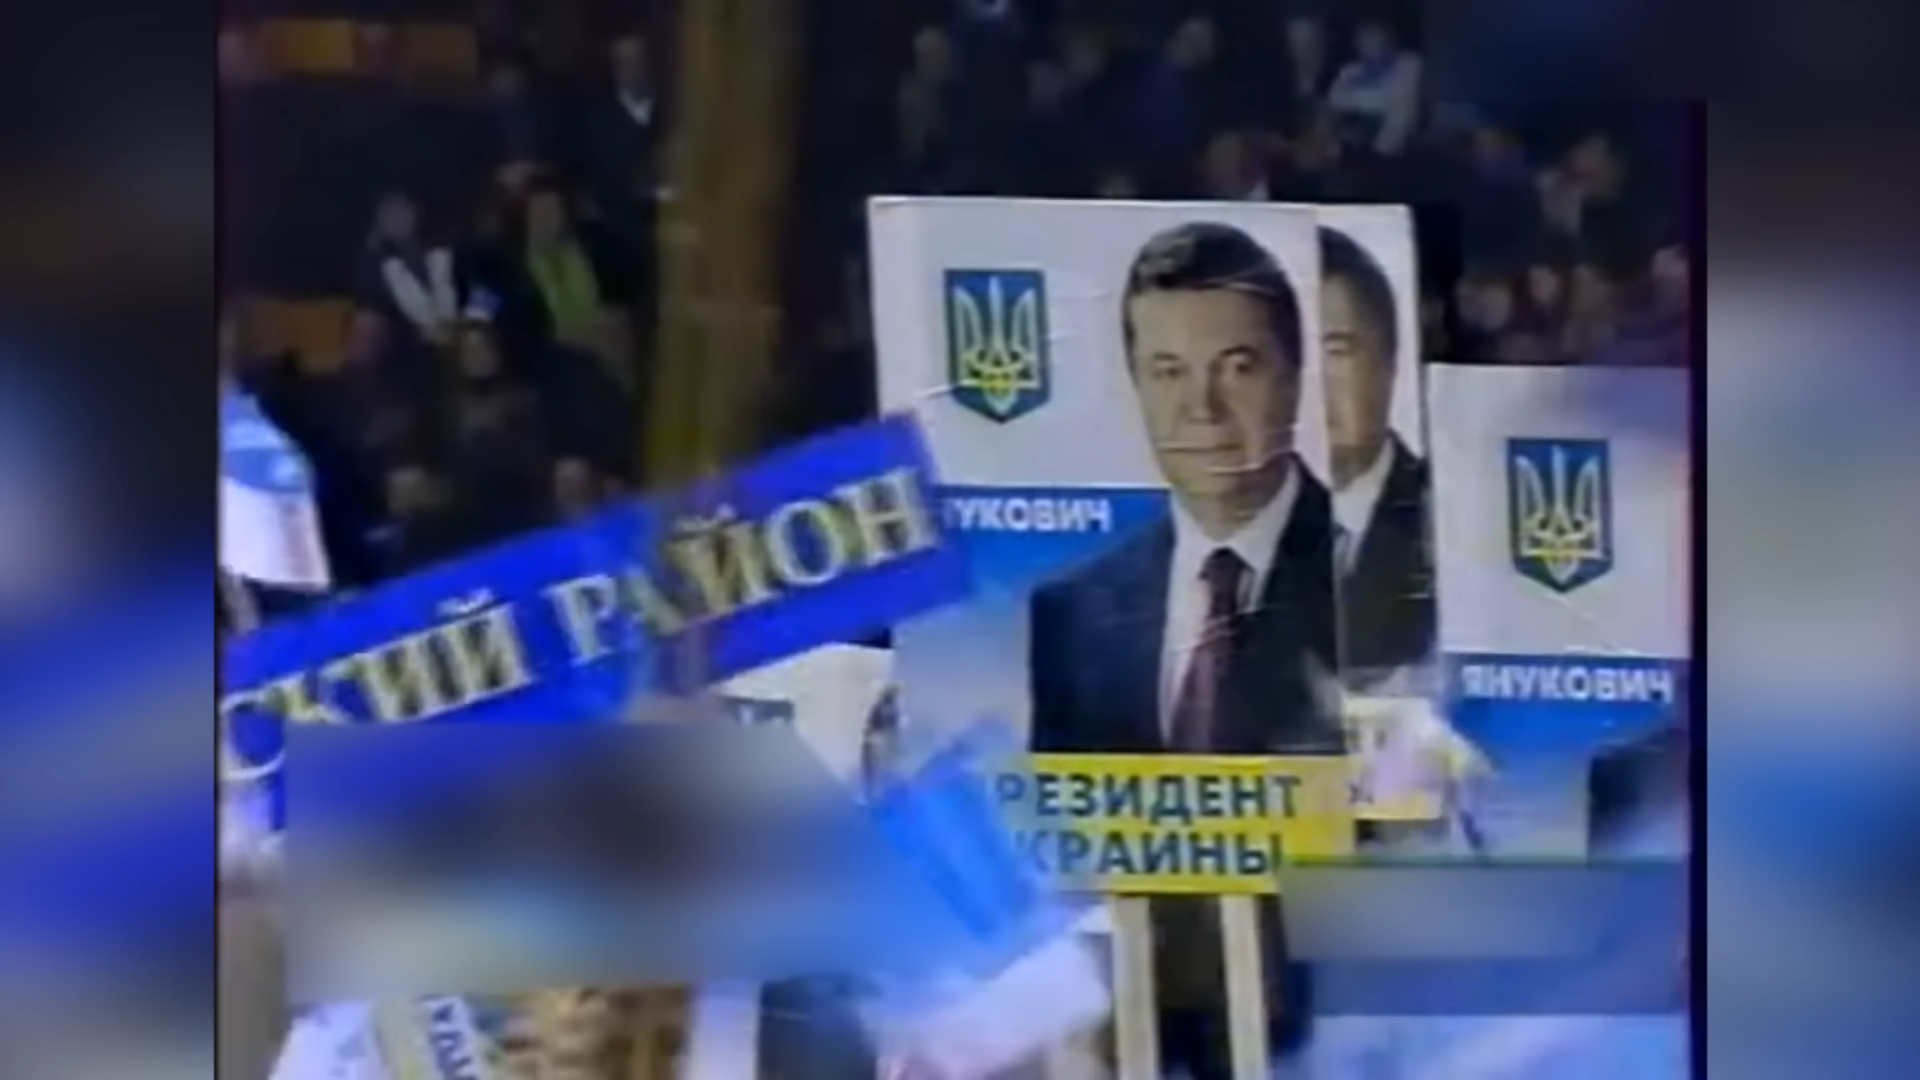 СКИЙ РАЙОН
НУКОВИЧ
РЕЗИДЕНТ
КРАИНЫ
ЯНУКОВИЧ